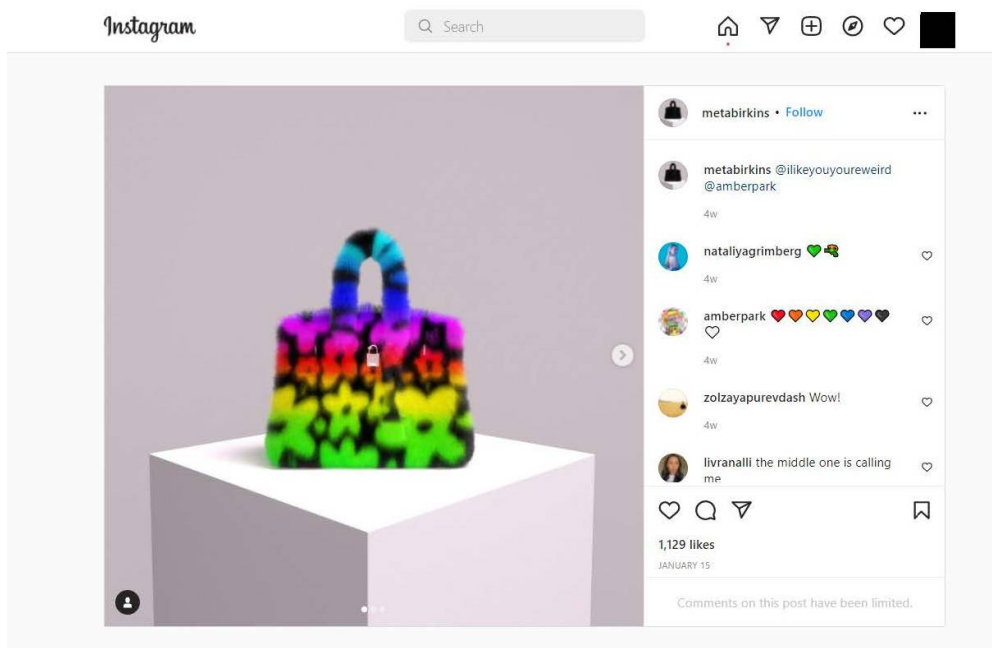 Instagram
Search
metabirkins • Follow
metabirkins @ilikeyouyoureweird
@amberpark
4w
nataliyagrimberg 💚🔫
4w
amberpark ❤️🧡💛💚💙💜🖤
🤍
4w
zolzayapurevdash Wow!
4w
livranalli the middle one is calling
me
1,129 likes
JANUARY 15
Comments on this post have been limited.